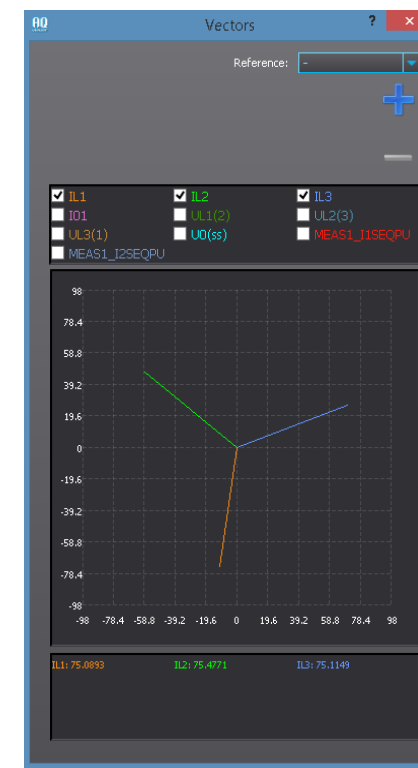 AQ Vectors ? ×
Reference: -
IL1 IL2 IL3
I01 UL1(2) UL2(3)
UL3(1) U0(ss) MEAS1_I1SEQPU
MEAS1_I2SEQPU
98
78.4
58.8
39.2
19.6
0
-19.6
-39.2
-58.8
-78.4
-98
-98 -78.4 -58.8 -39.2 -19.6 0 19.6 39.2 58.8 78.4 98
IL1: 75.0893 IL2: 75.4771 IL3: 75.1149